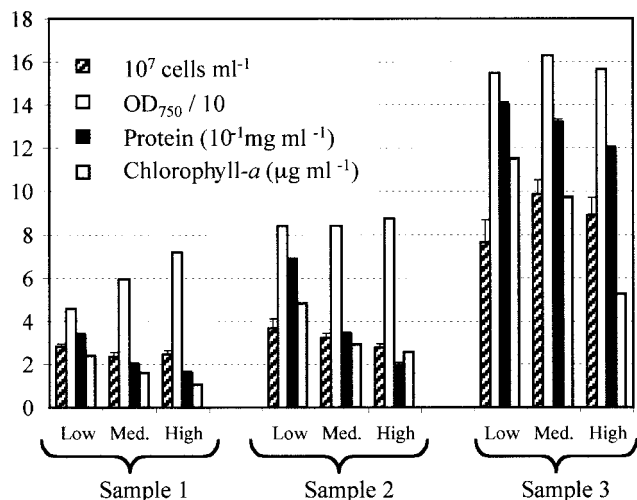 18
16
14
12
10
8
6
4
2
0
10⁷ cells ml⁻¹
OD₇₅₀ / 10
Protein (10⁻¹mg ml ⁻¹)
Chlorophyll-a (µg ml ⁻¹)
Low Med. High Low Med. High Low Med. High
Sample 1 Sample 2 Sample 3